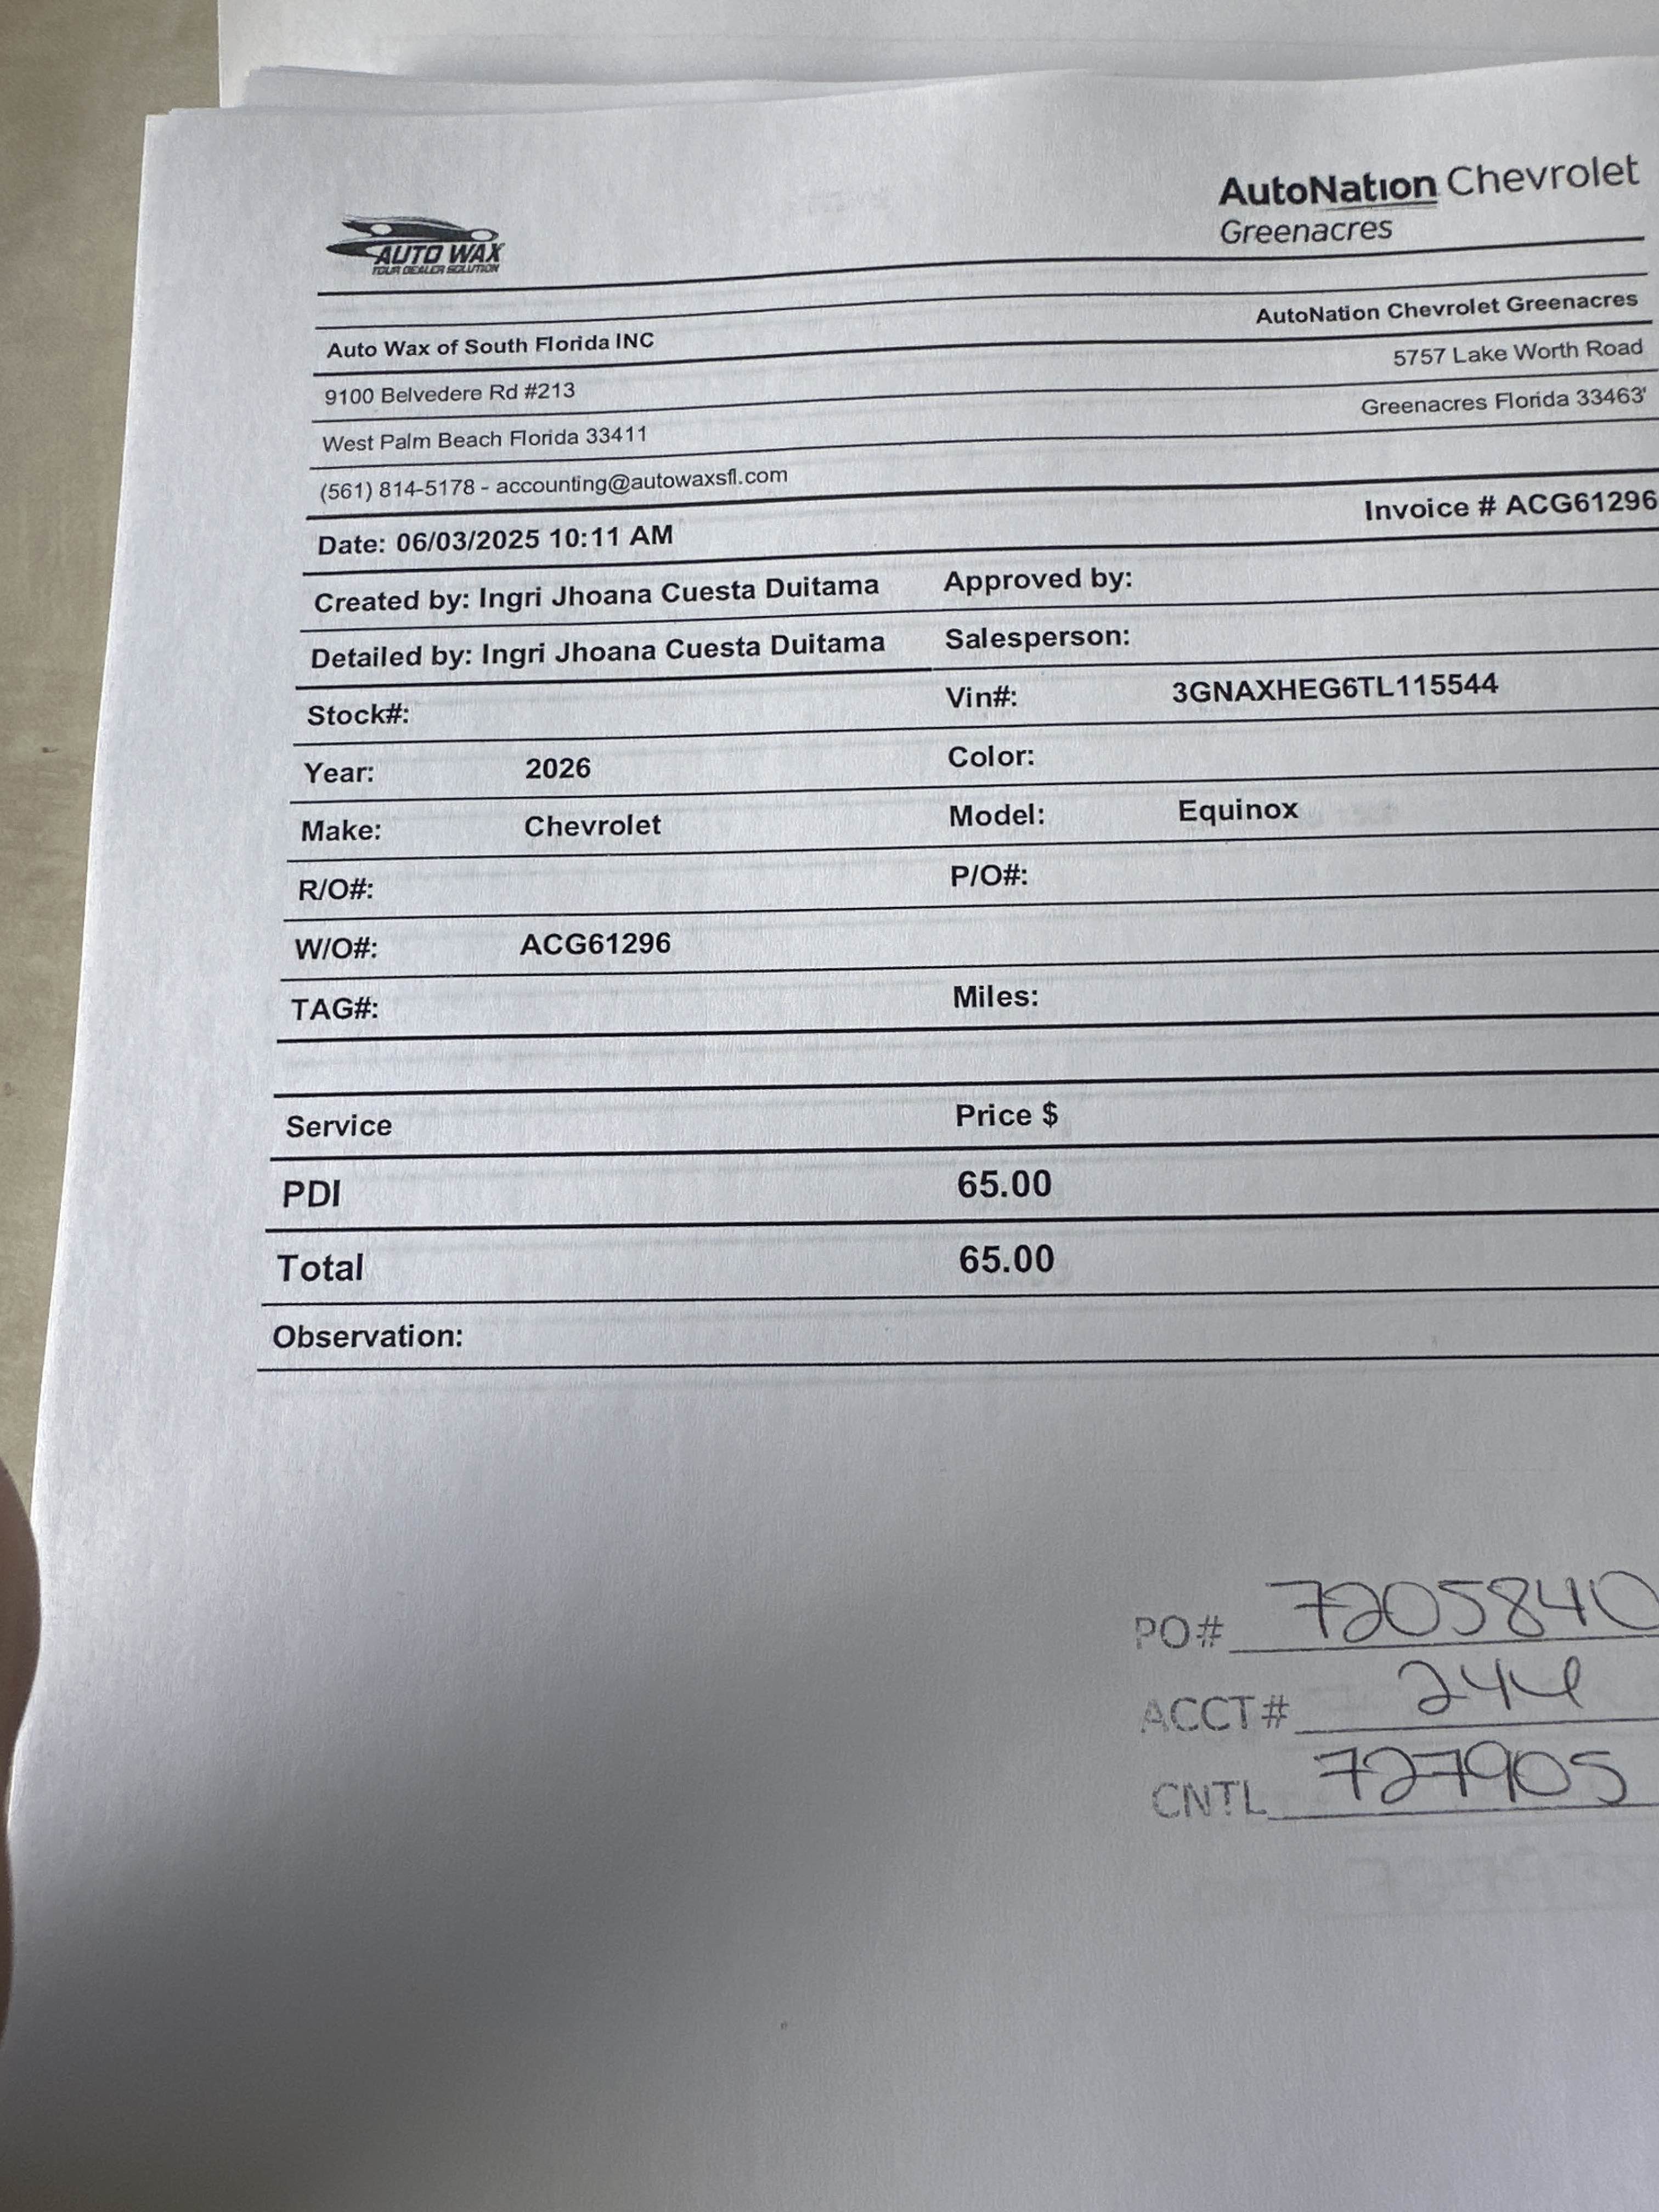 AUTO WAX
YOUR DEALER SOLUTION
AutoNation Chevrolet
Greenacres
Auto Wax of South Florida INC
AutoNation Chevrolet Greenacres
9100 Belvedere Rd #213
5757 Lake Worth Road
West Palm Beach Florida 33411
Greenacres Florida 33463'
(561) 814-5178 - accounting@autowaxsfl.com
Date: 06/03/2025 10:11 AM
Invoice # ACG61296
Created by: Ingri Jhoana Cuesta Duitama Approved by:
Detailed by: Ingri Jhoana Cuesta Duitama Salesperson:
Stock#: Vin#: 3GNAXHEG6TL115544
Year: 2026 Color:
Make: Chevrolet Model: Equinox
R/O#: P/O#:
W/O#: ACG61296
TAG#: Miles:
Service Price $
PDI 65.00
Total 65.00
Observation:
PO# 7205840
ACCT# 244
CNTL 727905